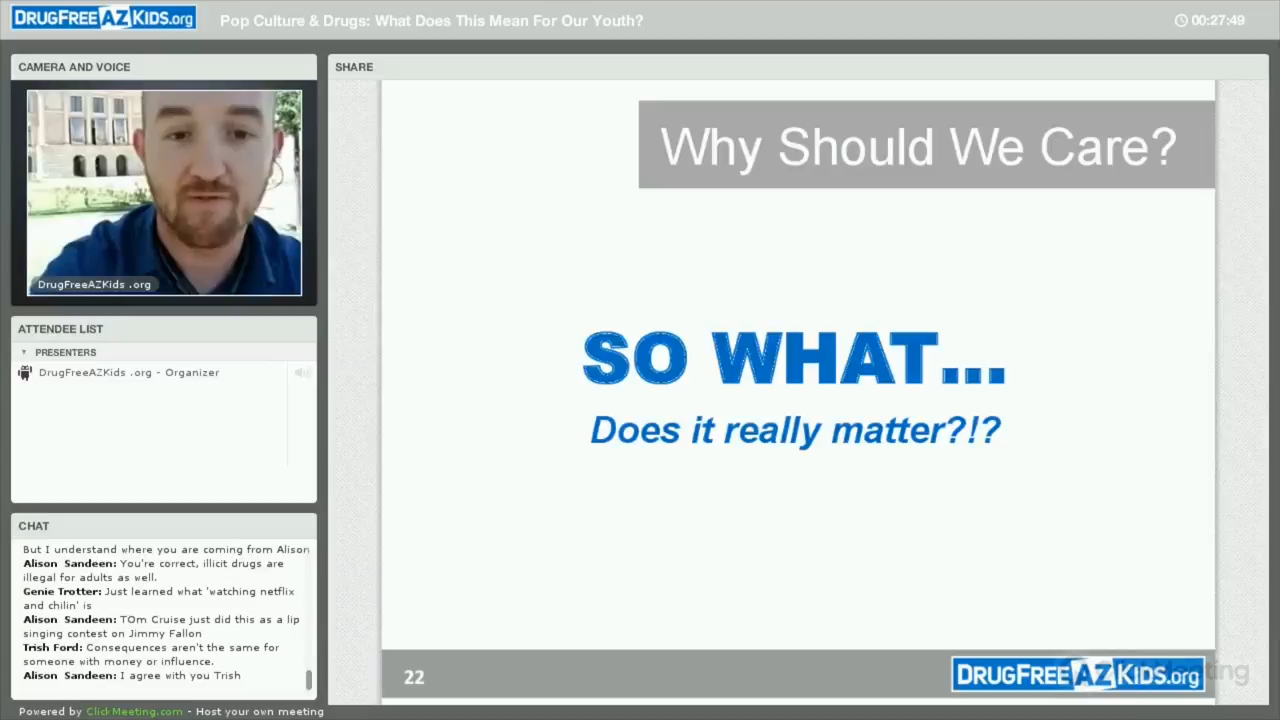 DRUGFREEAZKIDS.org
Pop Culture & Drugs: What Does This Mean For Our Youth?
00:27:49
CAMERA AND VOICE
DrugFreeAZKids .org
ATTENDEE LIST
PRESENTERS
DrugFreeAZKids .org - Organizer
CHAT
But I understand where you are coming from Alison
Alison Sandeen: You're correct, illicit drugs are
illegal for adults as well.
Genie Trotter: Just learned what 'watching netflix
and chilin' is
Alison Sandeen: TOm Cruise just did this as a lip
singing contest on Jimmy Fallon
Trish Ford: Consequences aren't the same for
someone with money or influence.
Alison Sandeen: I agree with you Trish
Powered by ClickMeeting.com - Host your own meeting
SHARE
Why Should We Care?
SO WHAT...
Does it really matter?!?
22
DRUGFREEAZKIDS.org